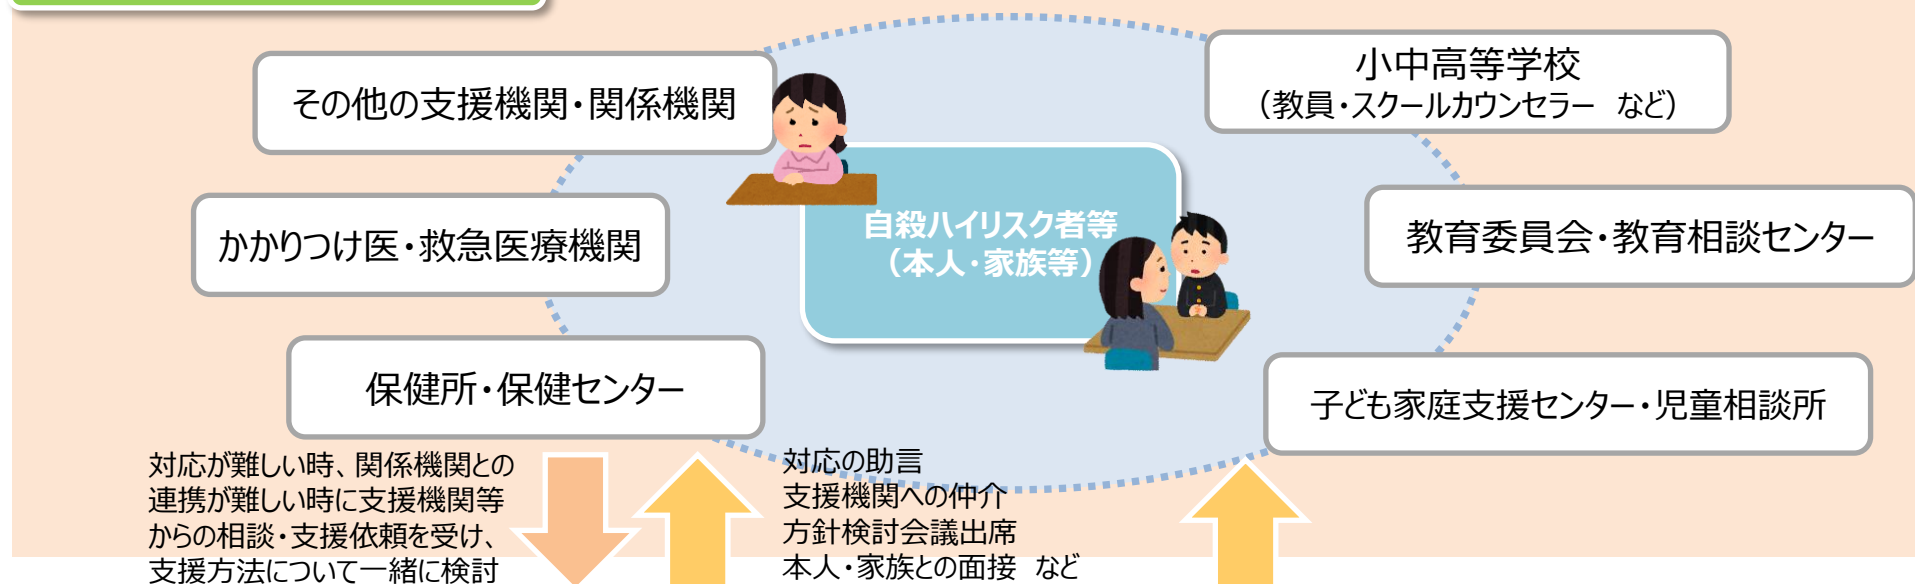 その他の支援機関・関係機関
小中高等学校
（教員・スクールカウンセラー　など）
かかりつけ医・救急医療機関
自殺ハイリスク者等
（本人・家族等）
教育委員会・教育相談センター
保健所・保健センター
子ども家庭支援センター・児童相談所
対応が難しい時、関係機関との
連携が難しい時に支援機関等
からの相談・支援依頼を受け、
支援方法について一緒に検討
対応の助言
支援機関への仲介
方針検討会議出席
本人・家族との面接　など